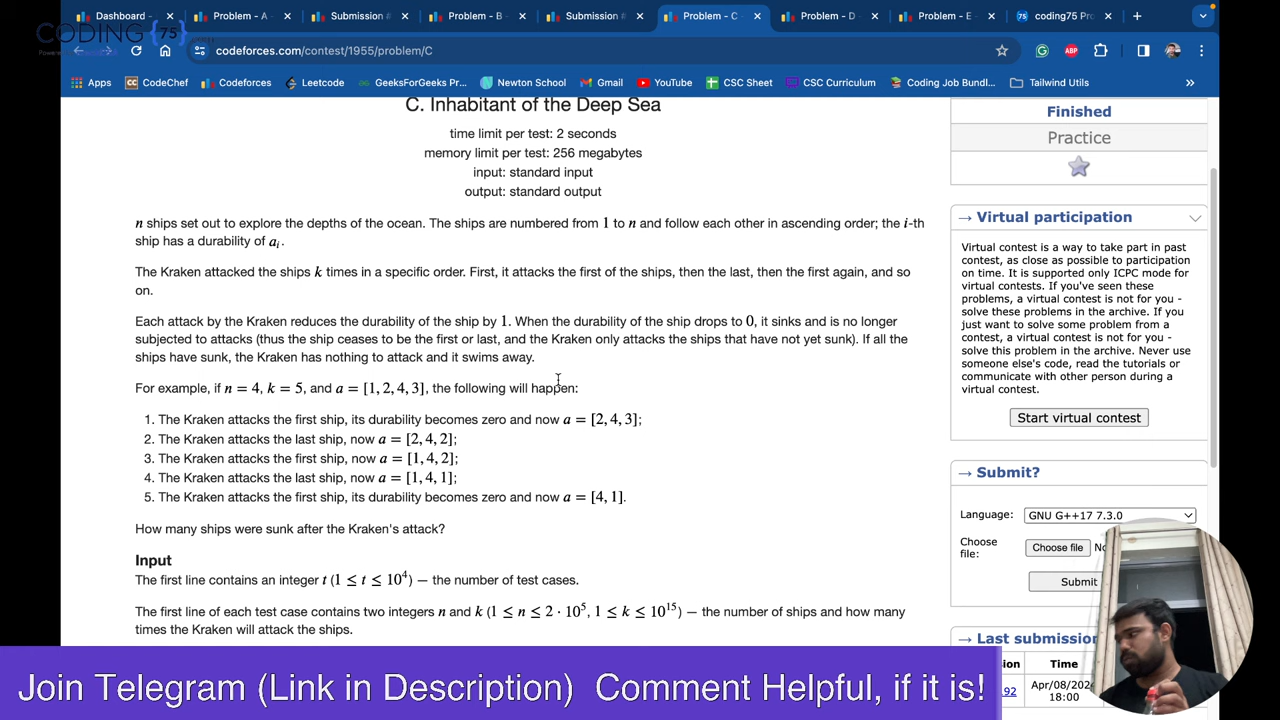 Dashboard -
Problem - A
Submission #
Problem - B
Submission #
Problem - C
Problem - D
Problem - E
coding75 Pr
CODING {75}
codeforces.com/contest/1955/problem/C
Apps
CodeChef
Codeforces
Leetcode
GeeksForGeeks Pr...
Newton School
Gmail
YouTube
CSC Sheet
CSC Curriculum
Coding Job Bundl...
Tailwind Utils
C. Inhabitant of the Deep Sea
time limit per test: 2 seconds
memory limit per test: 256 megabytes
input: standard input
output: standard output
n ships set out to explore the depths of the ocean. The ships are numbered from 1 to n and follow each other in ascending order; the i-th
ship has a durability of aᵢ.
The Kraken attacked the ships k times in a specific order. First, it attacks the first of the ships, then the last, then the first again, and so
on.
Each attack by the Kraken reduces the durability of the ship by 1. When the durability of the ship drops to 0, it sinks and is no longer
subjected to attacks (thus the ship ceases to be the first or last, and the Kraken only attacks the ships that have not yet sunk). If all the
ships have sunk, the Kraken has nothing to attack and it swims away.
For example, if n = 4, k = 5, and a = [1, 2, 4, 3], the following will happen:
1. The Kraken attacks the first ship, its durability becomes zero and now a = [2, 4, 3];
2. The Kraken attacks the last ship, now a = [2, 4, 2];
3. The Kraken attacks the first ship, now a = [1, 4, 2];
4. The Kraken attacks the last ship, now a = [1, 4, 1];
5. The Kraken attacks the first ship, its durability becomes zero and now a = [4, 1].
How many ships were sunk after the Kraken's attack?
Input
The first line contains an integer t (1 ≤ t ≤ 10⁴) — the number of test cases.
The first line of each test case contains two integers n and k (1 ≤ n ≤ 2 · 10⁵, 1 ≤ k ≤ 10¹⁵) — the number of ships and how many
times the Kraken will attack the ships.
Finished
Practice
→ Virtual participation
Virtual contest is a way to take part in past
contest, as close as possible to participation
on time. It is supported only ICPC mode for
virtual contests. If you've seen these
problems, a virtual contest is not for you -
solve these problems in the archive. If you
just want to solve some problem from a
contest, a virtual contest is not for you -
solve this problem in the archive. Never use
someone else's code, read the tutorials or
communicate with other person during a
virtual contest.
Start virtual contest
→ Submit?
Language:
GNU G++17 7.3.0
Choose
file:
Choose file
Submit
→ Last submission
Time
Apr/08/202
18:00
Join Telegram (Link in Description) Comment Helpful, if it is!